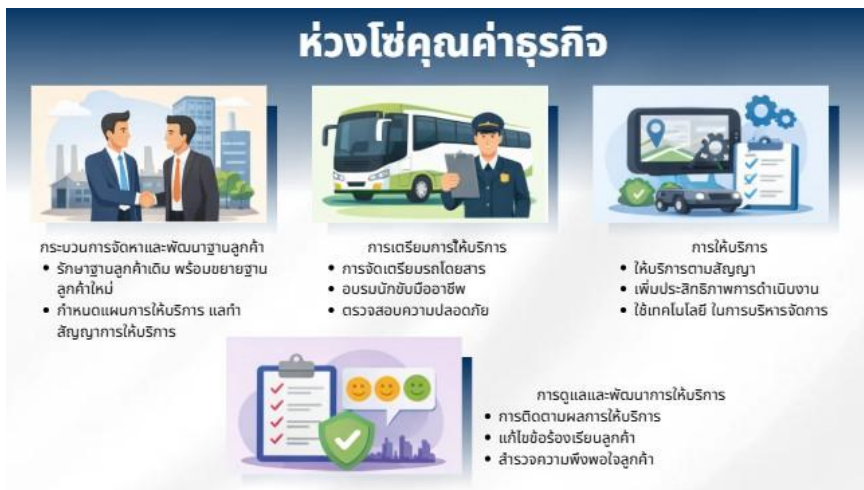 ห่วงโซ่คุณค่าธุรกิจ
กระบวนการจัดหาและพัฒนาฐานลูกค้า
• รักษาฐานลูกค้าเดิม พร้อมขยายฐาน
ลูกค้าใหม่
• กำหนดแผนการให้บริการ แลทำ
สัญญาการให้บริการ
การเตรียมการให้บริการ
• การจัดเตรียมรถโดยสาร
• อบรมนักขับมืออาชีพ
• ตรวจสอบความปลอดภัย
การให้บริการ
• ให้บริการตามสัญญา
• เพิ่มประสิทธิภาพการดำเนินงาน
• ใช้เทคโนโลยี ในการบริหารจัดการ
การดูแลและพัฒนาการให้บริการ
• การติดตามผลการให้บริการ
• แก้ไขข้อร้องเรียนลูกค้า
• สำรวจความพึงพอใจลูกค้า